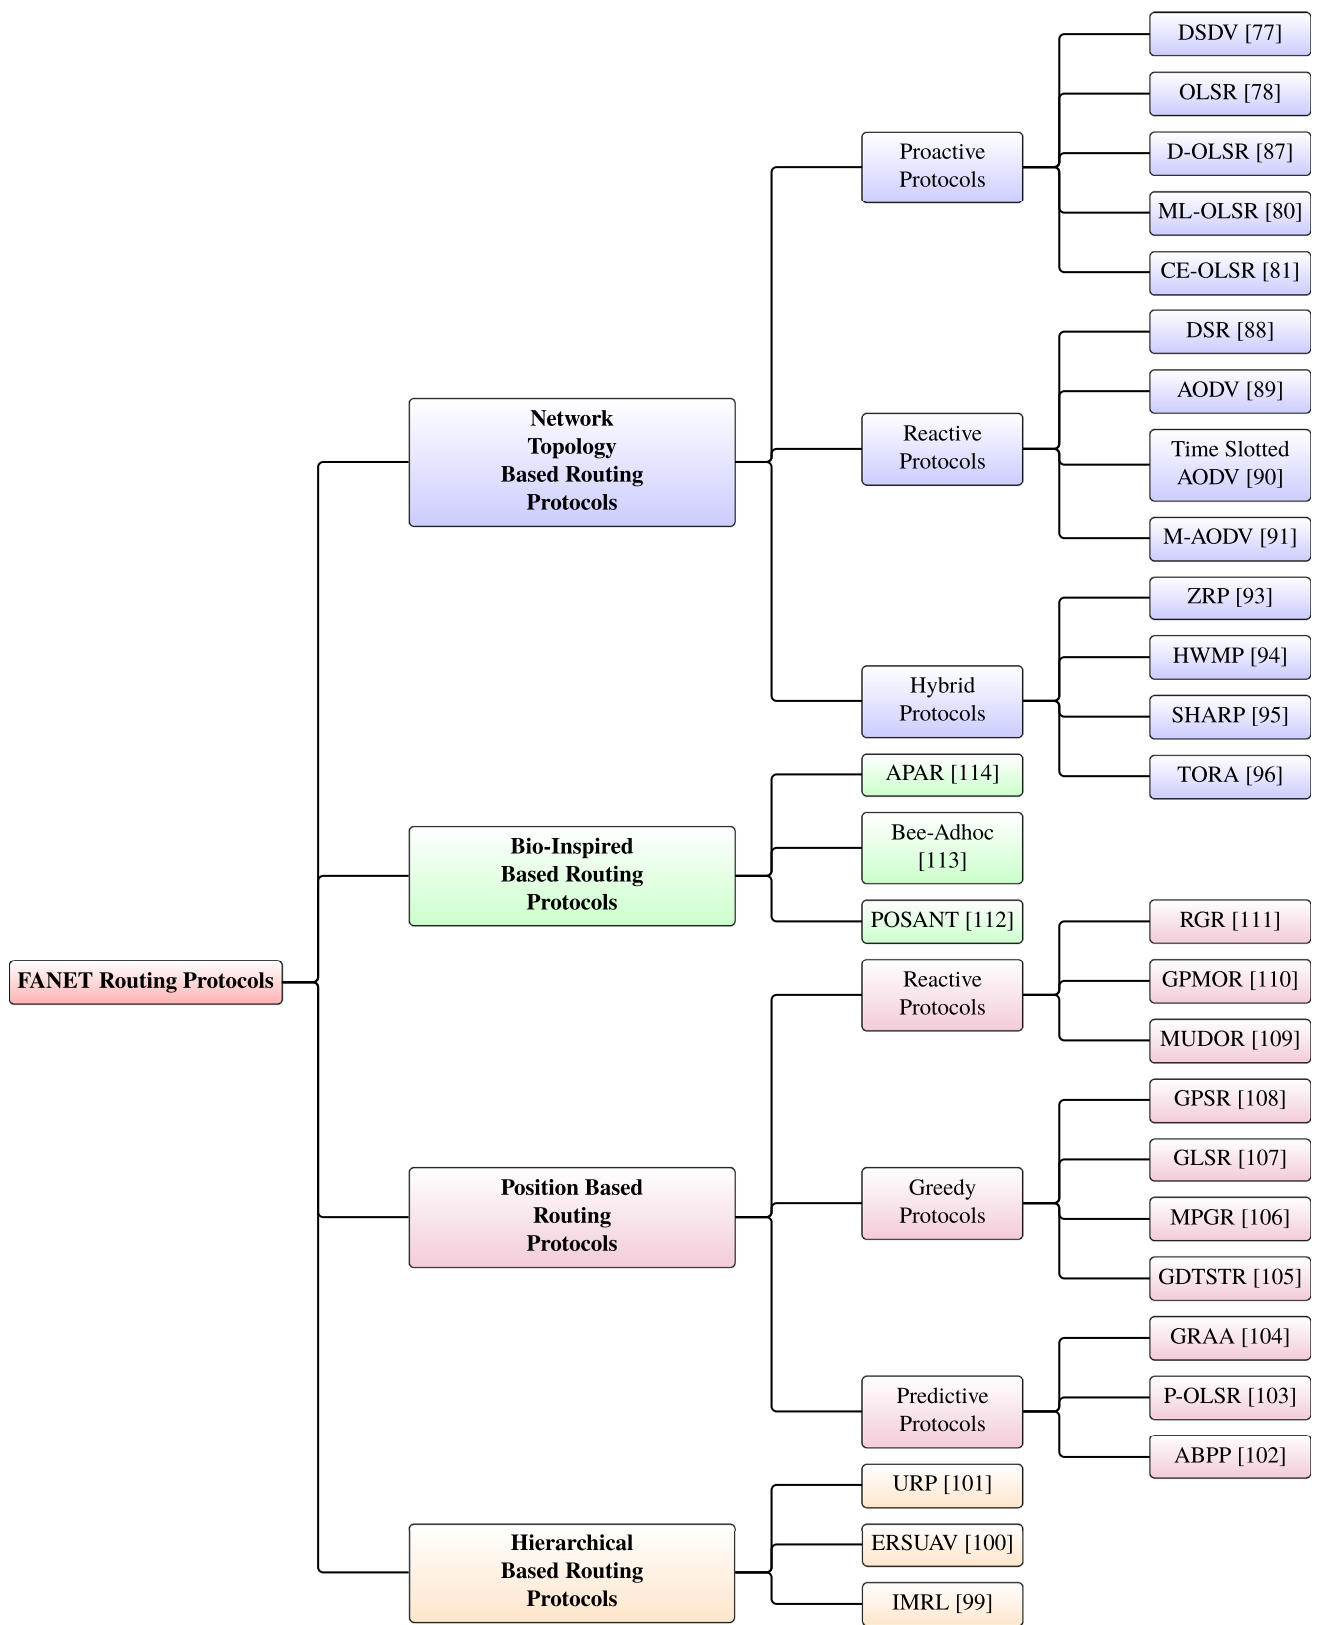 FANET Routing Protocols
Network
Topology
Based Routing
Protocols
Proactive
Protocols
DSDV [77]
OLSR [78]
D-OLSR [87]
ML-OLSR [80]
CE-OLSR [81]
Reactive
Protocols
DSR [88]
AODV [89]
Time Slotted
AODV [90]
M-AODV [91]
Hybrid
Protocols
ZRP [93]
HWMP [94]
SHARP [95]
TORA [96]
Bio-Inspired
Based Routing
Protocols
APAR [114]
Bee-Adhoc
[113]
POSANT [112]
Position Based
Routing
Protocols
Reactive
Protocols
RGR [111]
GPMOR [110]
MUDOR [109]
Greedy
Protocols
GPSR [108]
GLSR [107]
MPGR [106]
GDTSTR [105]
Predictive
Protocols
GRAA [104]
P-OLSR [103]
ABPP [102]
Hierarchical
Based Routing
Protocols
URP [101]
ERSUAV [100]
IMRL [99]